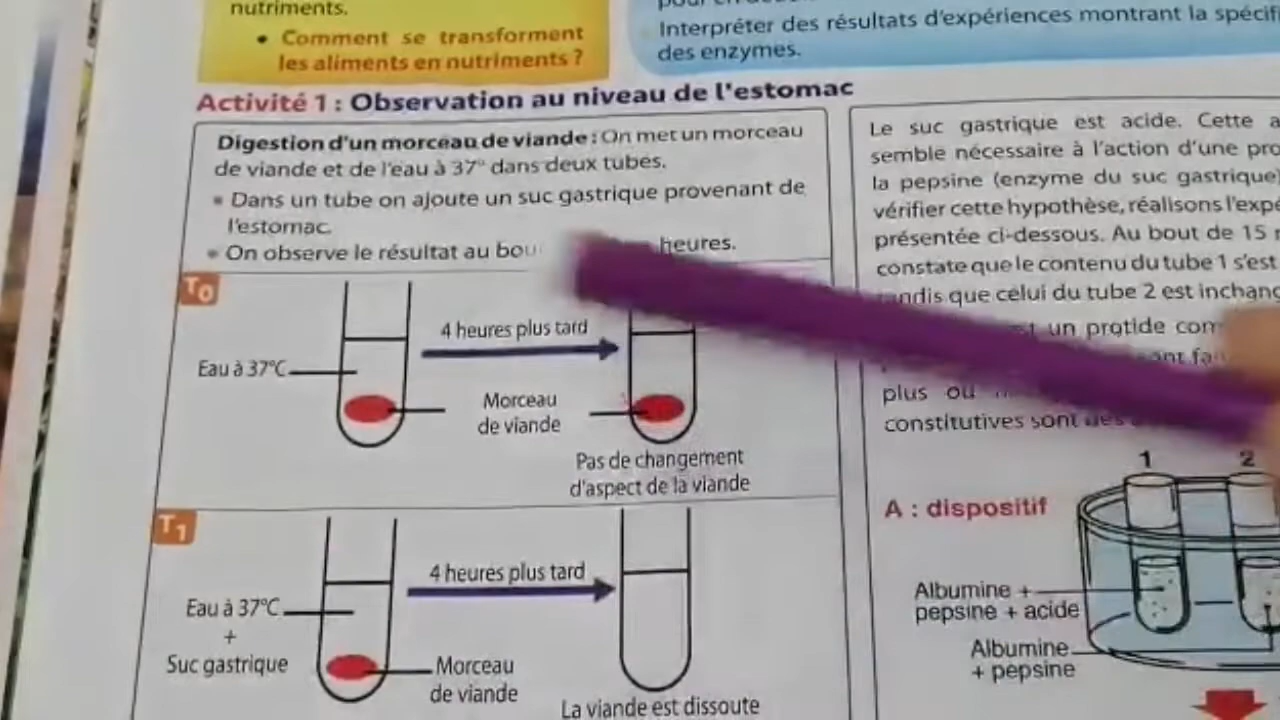 nutriments.
• Comment se transforment
les aliments en nutriments ?
Interpréter des résultats d'expériences montrant la
des enzymes.
Activité 1 : Observation au niveau de l'estomac
Digestion d'un morceau de viande : On met un morceau
de viande et de l'eau à 37° dans deux tubes.
• Dans un tube on ajoute un suc gastrique provenant de
l'estomac.
• On observe le résultat au heures.
T0
Eau à 37°C
4 heures plus tard
Morceau
de viande
Pas de changement
d'aspect de la viande
T1
Eau à 37°C
+
Suc gastrique
4 heures plus tard
Morceau
de viande
La viande est dissoute
Le suc gastrique est acide. Cette
semble nécessaire à l'action d'une
la pepsine (enzyme du suc gastrique)
vérifier cette hypothèse, réalisons
présentée ci-dessous. Au bout de 15
constate que le contenu du tube 1 s'est
que celui du tube 2 est
un protide
plus ou
constitutives sont
1 2
A : dispositif
Albumine +
pepsine + acide
Albumine
+ pepsine